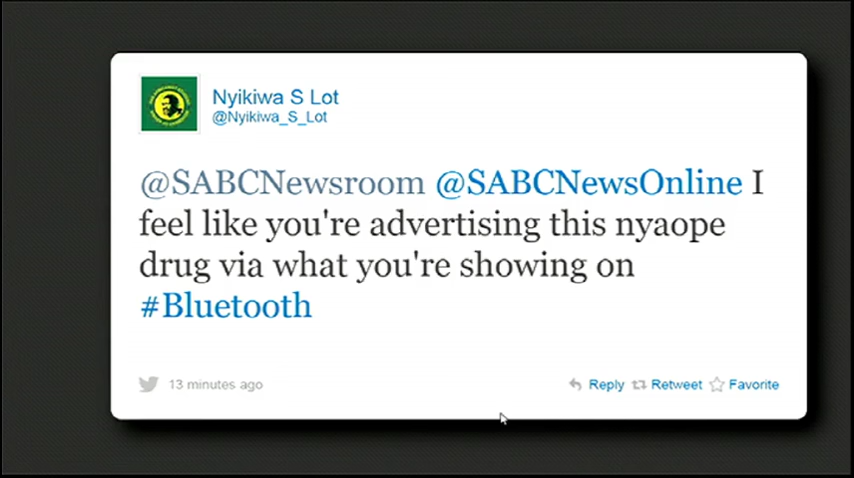 Nyikiwa S Lot
@Nyikiwa_S_Lot
@SABCNewsroom @SABCNewsOnline I
feel like you're advertising this nyaope
drug via what you're showing on
#Bluetooth
13 minutes ago
Reply Retweet Favorite